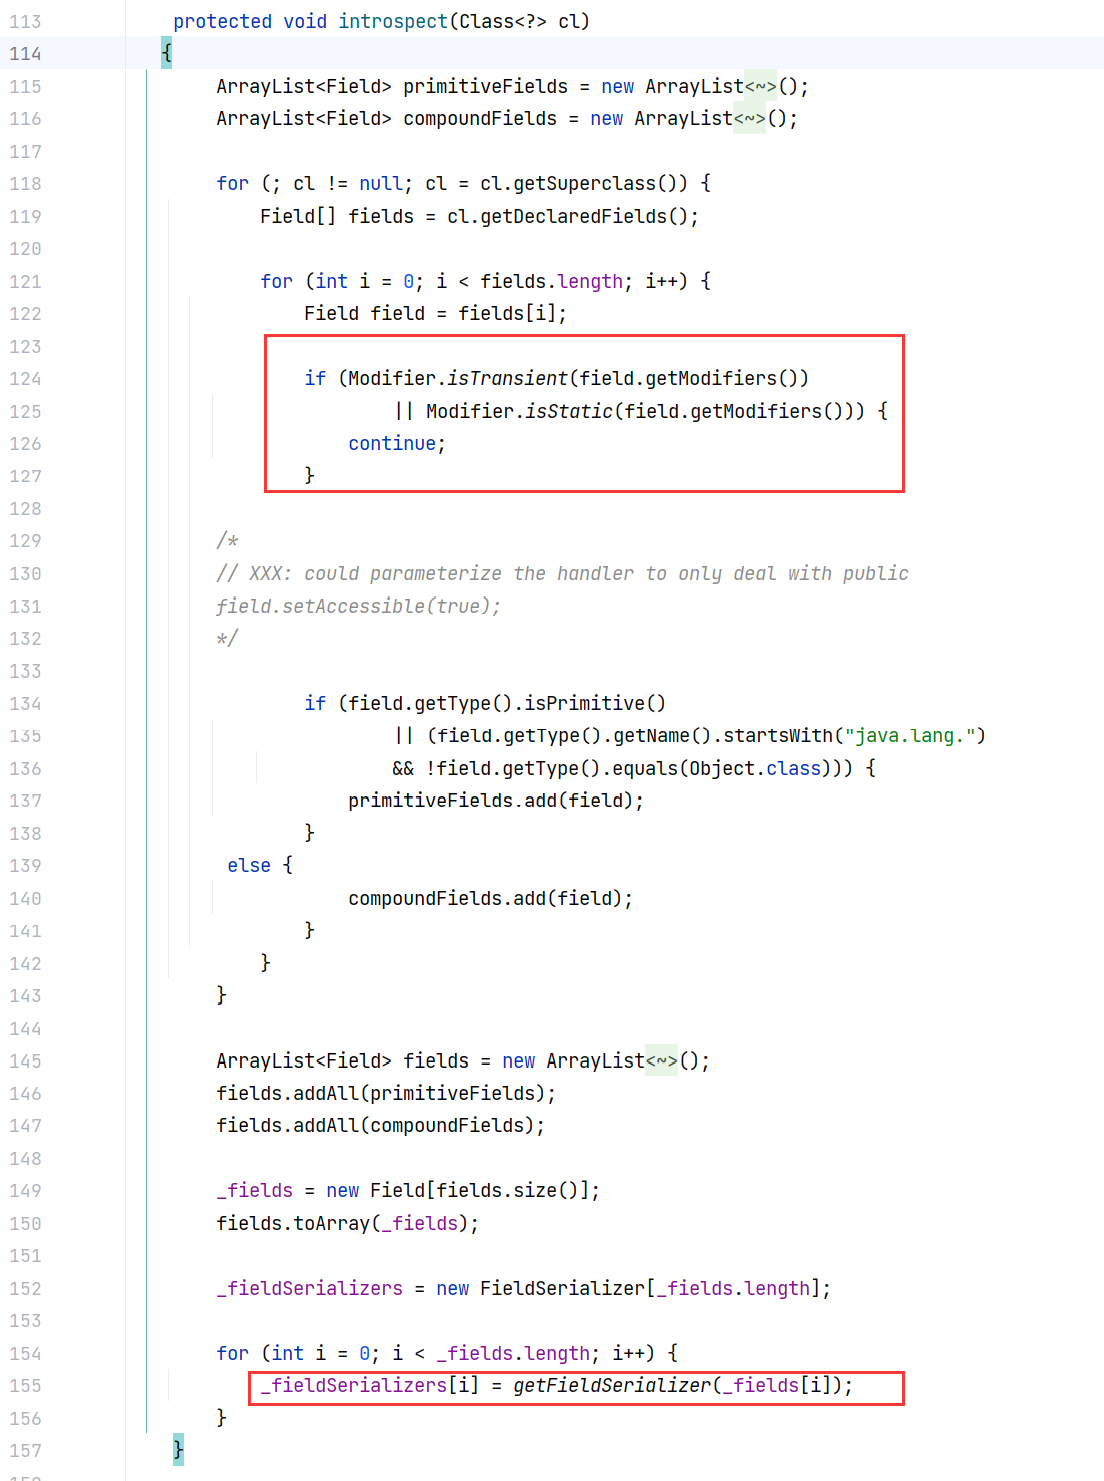 113 protected void introspect(Class<?> cl)
114 {
115 ArrayList<Field> primitiveFields = new ArrayList<~>();
116 ArrayList<Field> compoundFields = new ArrayList<~>();
117
118 for (; cl != null; cl = cl.getSuperclass()) {
119 Field[] fields = cl.getDeclaredFields();
120
121 for (int i = 0; i < fields.length; i++) {
122 Field field = fields[i];
123
124 if (Modifier.isTransient(field.getModifiers())
125 || Modifier.isStatic(field.getModifiers())) {
126 continue;
127 }
128
129 /*
130 // XXX: could parameterize the handler to only deal with public
131 field.setAccessible(true);
132 */
133
134 if (field.getType().isPrimitive()
135 || (field.getType().getName().startsWith("java.lang.")
136 && !field.getType().equals(Object.class))) {
137 primitiveFields.add(field);
138 }
139 else {
140 compoundFields.add(field);
141 }
142 }
143 }
144
145 ArrayList<Field> fields = new ArrayList<~>();
146 fields.addAll(primitiveFields);
147 fields.addAll(compoundFields);
148
149 _fields = new Field[fields.size()];
150 fields.toArray(_fields);
151
152 _fieldSerializers = new FieldSerializer[_fields.length];
153
154 for (int i = 0; i < _fields.length; i++) {
155 _fieldSerializers[i] = getFieldSerializer(_fields[i]);
156 }
157 }